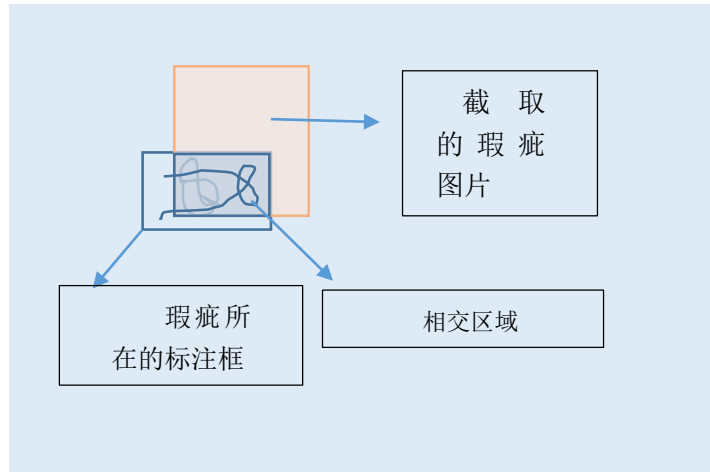 截 取
的 瑕 疵
图片
瑕疵所
在的标注框
相交区域